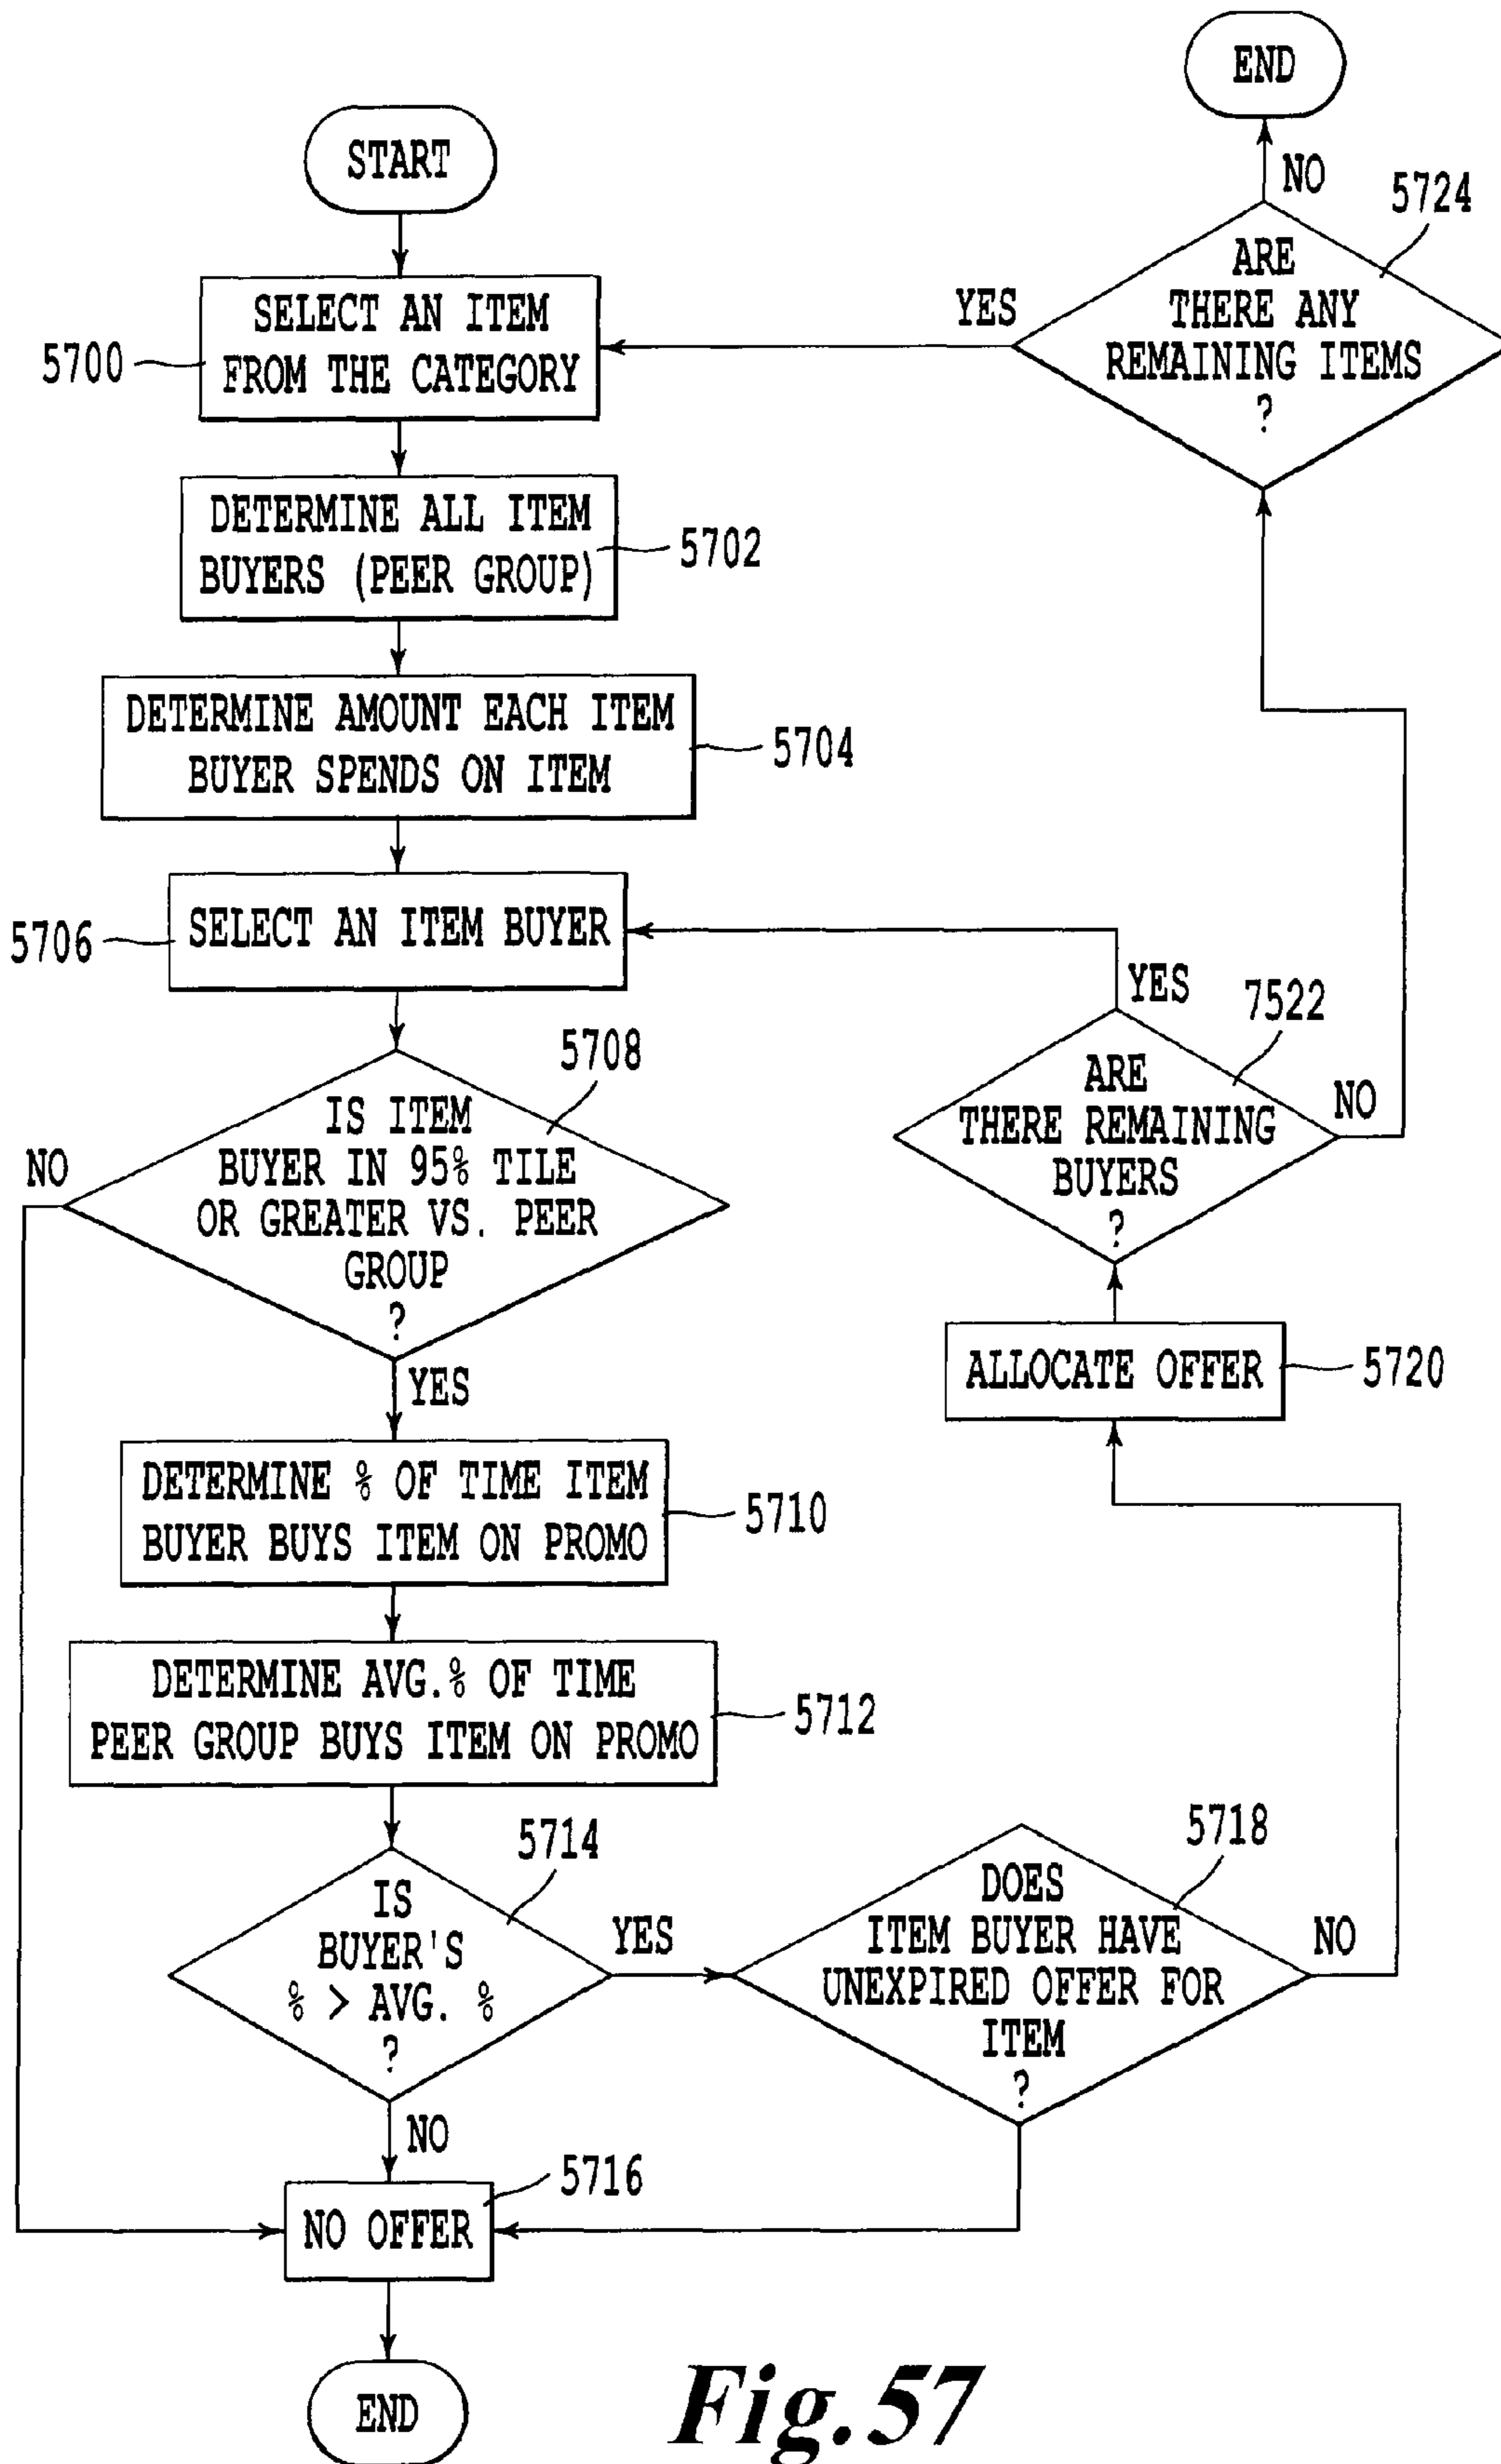 START
5700
SELECT AN ITEM
FROM THE CATEGORY
DETERMINE ALL ITEM
BUYERS (PEER GROUP)
5702
DETERMINE AMOUNT EACH ITEM
BUYER SPENDS ON ITEM
5704
5706
SELECT AN ITEM BUYER
5708
IS ITEM
BUYER IN 95% TILE
OR GREATER VS. PEER
GROUP
?
NO
YES
DETERMINE % OF TIME ITEM
BUYER BUYS ITEM ON PROMO
5710
DETERMINE AVG.% OF TIME
PEER GROUP BUYS ITEM ON PROMO
5712
5714
IS
BUYER'S
% > AVG. %
?
YES
NO
5716
NO OFFER
END
5718
DOES
ITEM BUYER HAVE
UNEXPIRED OFFER FOR
ITEM
?
NO
ALLOCATE OFFER
5720
7522
ARE
THERE REMAINING
BUYERS
?
YES
NO
5724
ARE
THERE ANY
REMAINING ITEMS
?
YES
NO
END
Fig.57